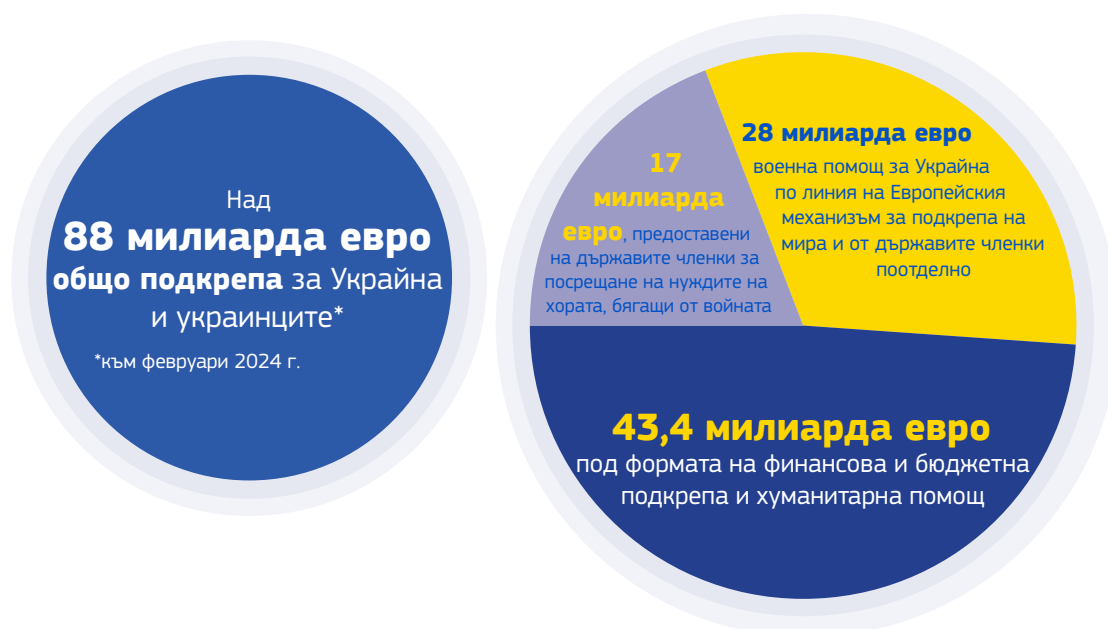 Над
88 милиарда евро
общо подкрепа за Украйна
и украинците*
*към февруари 2024 г.
17
милиарда
евро, предоставени
на държавите членки за
посрещане на нуждите на
хората, бягащи от войната
28 милиарда евро
военна помощ за Украйна
по линия на Европейския
механизъм за подкрепа на
мира и от държавите членки
поотделно
43,4 милиарда евро
под формата на финансова и бюджетна
подкрепа и хуманитарна помощ